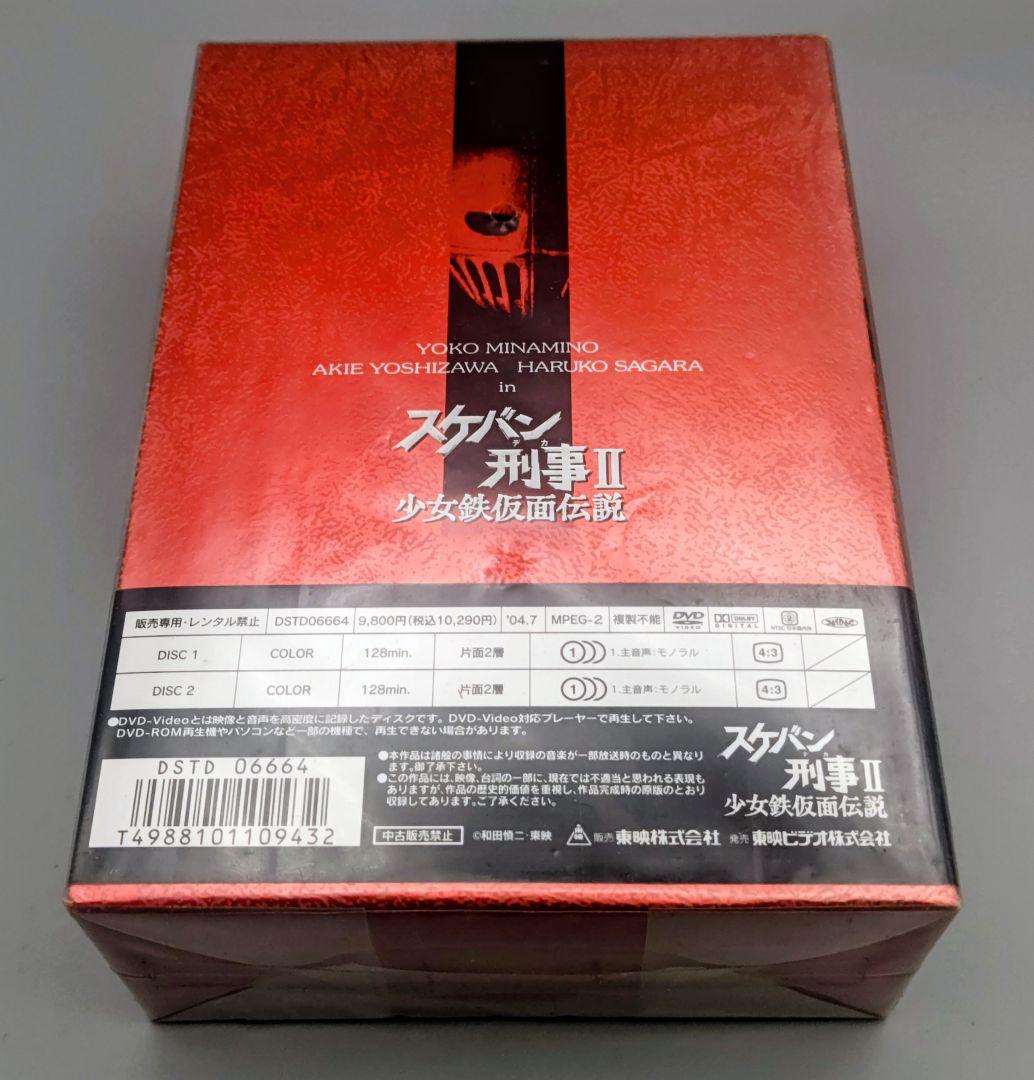 YOKO MINAMINO
AKIE YOSHIZAWA HARUKO SAGARA
in
スケバン
デカ
刑事II
少女鉄仮面伝説
販売専用・レンタル禁止 DSTD06664 9,800円(税込10,290円) '04.7 MPEG-2 複製不能 DVD VIDEO DOLBY DIGITAL 2 NTSC 日本国内向
DISC 1 COLOR 128min. 片面2層 1 1.主音声:モノラル 4:3
DISC 2 COLOR 128min. 片面2層 1 1.主音声:モノラル 4:3
●DVD-Videoとは映像と音声を高密度に記録したディスクです。DVD-Video対応プレーヤーで再生して下さい。
DVD-ROM再生機やパソコンなど一部の機種で、再生できない場合があります。
DSTD 06664
T4988101109432
●本作品は諸般の事情により収録の音楽が一部放送時のものと異なり
ます。御了承下さい。
●この作品には、映像、台詞の一部に、現在では不適当と思われる表現も
ありますが、作品の歴史的価値を重視し、作品完成時の原版のとおり
収録してあります。ご了承ください。
スケバン
刑事II
少女鉄仮面伝説
中古販売禁止 ©和田慎二・東映 販売 東映株式会社 発売 東映ビデオ株式会社